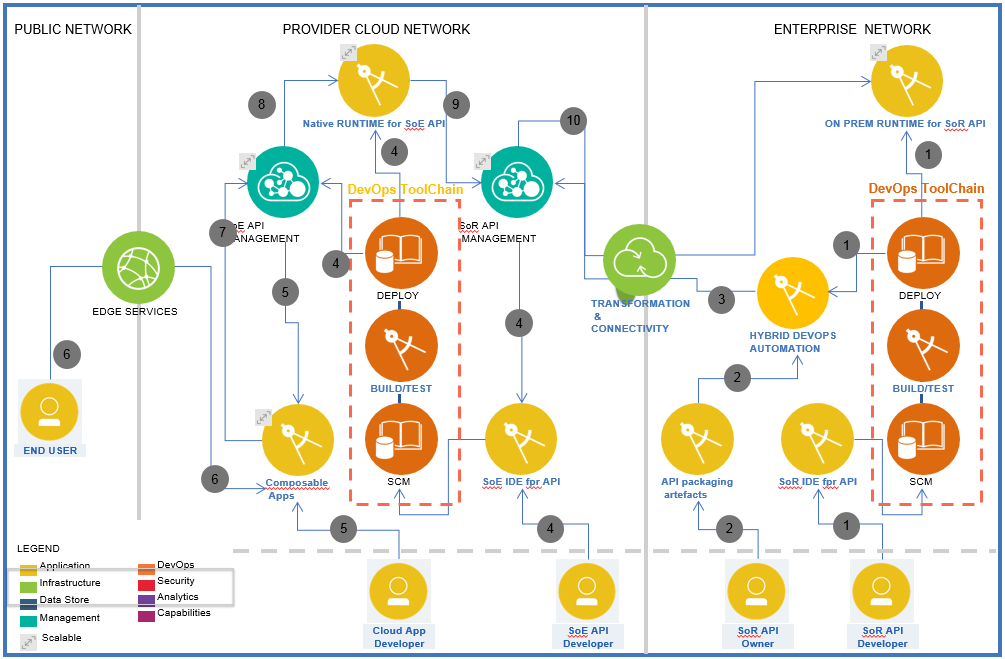 PUBLIC NETWORK
PROVIDER CLOUD NETWORK
ENTERPRISE NETWORK
8
Native RUNTIME for SoE API
9
10
ON PREM RUNTIME for SoR API
4
1
DevOps ToolChain
DevOps ToolChain
7
oE API
ANAGEMENT
SoR API
MANAGEMENT
4
1
DEPLOY
DEPLOY
EDGE SERVICES
5
4
3
TRANSFORMATION
&
CONNECTIVITY
HYBRID DEVOPS
AUTOMATION
6
2
BUILD/TEST
BUILD/TEST
END USER
6
Composable
Apps
SCM
SoE IDE fpr API
API packaging
artefacts
SoR IDE fpr API
SCM
5
4
2
1
LEGEND
Application
Infrastructure
Data Store
Management
Scalable
DevOps
Security
Analytics
Capabilities
Cloud App
Developer
SoE API
Developer
SoR API
Owner
SoR API
Developer